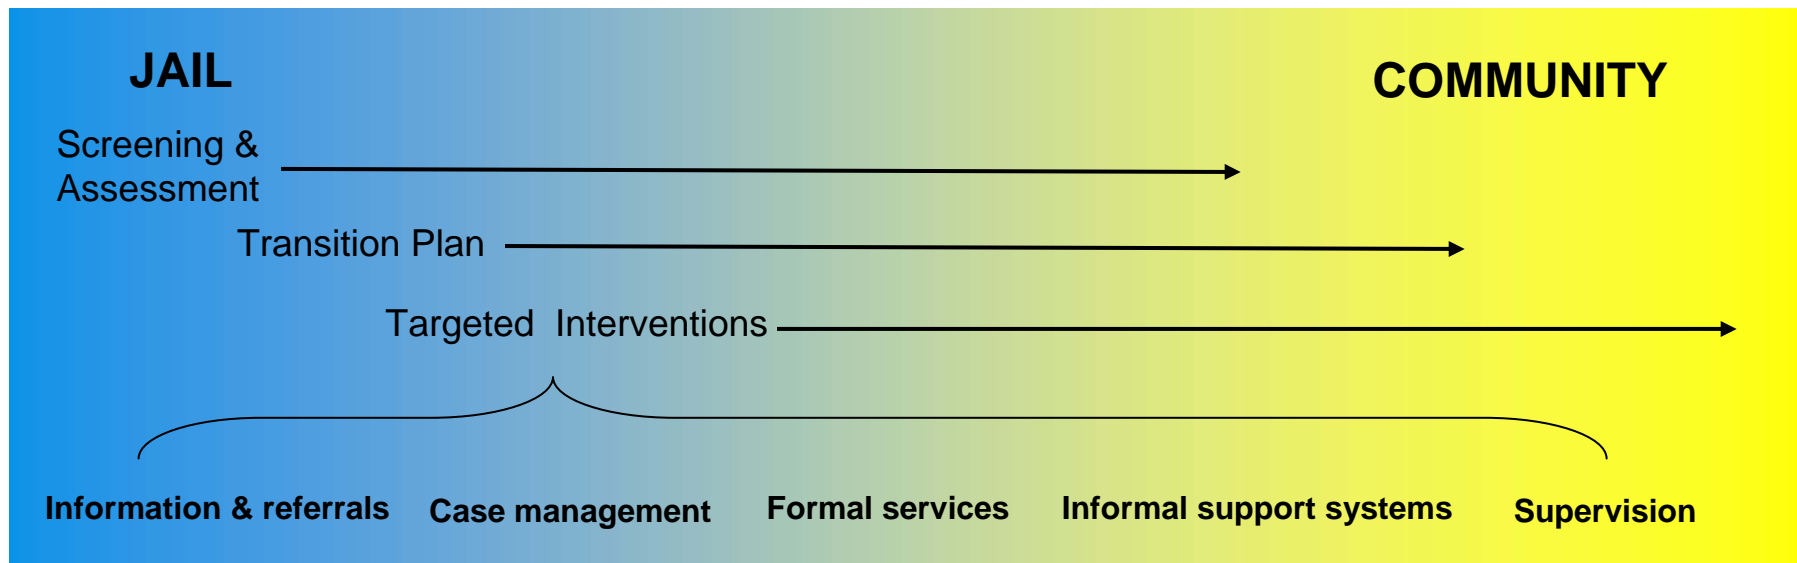 JAIL
COMMUNITY
Screening &
Assessment
Transition Plan
Targeted Interventions
Information & referrals
Case management
Formal services
Informal support systems
Supervision